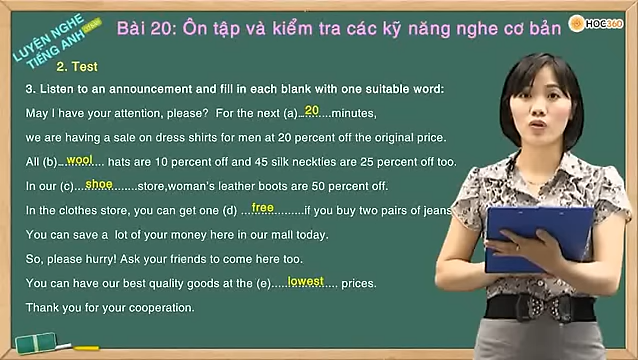 LUYỆN NGHE
TIẾNG ANH
Bài 20: Ôn tập và kiểm tra các kỹ năng nghe cơ bản
HOC360
2. Test
3. Listen to an announcement and fill in each blank with one suitable word:
May I have your attention, please? For the next (a)..20...minutes,
we are having a sale on dress shirts for men at 20 percent off the original price.
All (b)..wool.... hats are 10 percent off and 45 silk neckties are 25 percent off too.
In our (c)......shoe......store,woman's leather boots are 50 percent off.
In the clothes store, you can get one (d) ...free...........if you buy two pairs of jeans
You can save a lot of your money here in our mall today.
So, please hurry! Ask your friends to come here too.
You can have our best quality goods at the (e)....lowest.... prices.
Thank you for your cooperation.